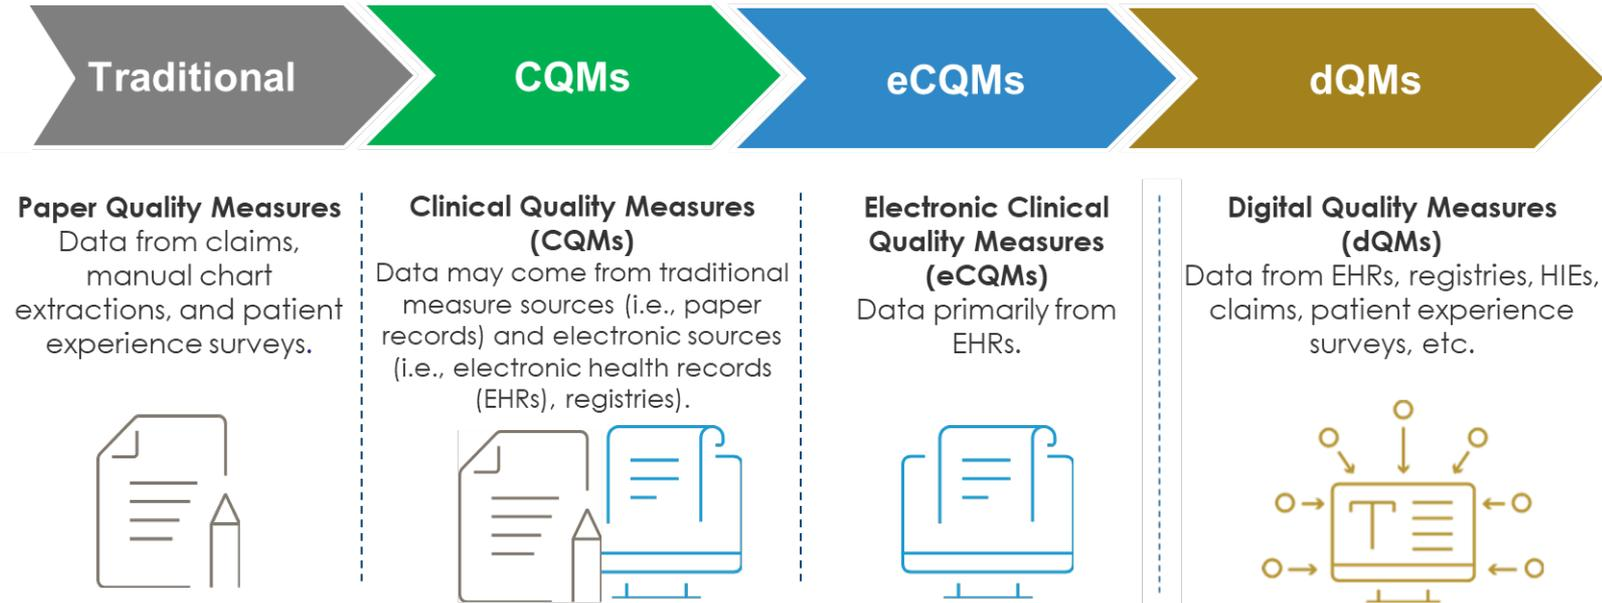 Traditional
CQMs
eCQMs
dQMs
Paper Quality Measures
Data from claims,
manual chart
extractions, and patient
experience surveys.
Clinical Quality Measures
(CQMs)
Data may come from traditional
measure sources (i.e., paper
records) and electronic sources
(i.e., electronic health records
(EHRs), registries).
Electronic Clinical
Quality Measures
(eCQMs)
Data primarily from
EHRs.
Digital Quality Measures
(dQMs)
Data from EHRs, registries, HIEs,
claims, patient experience
surveys, etc.
T